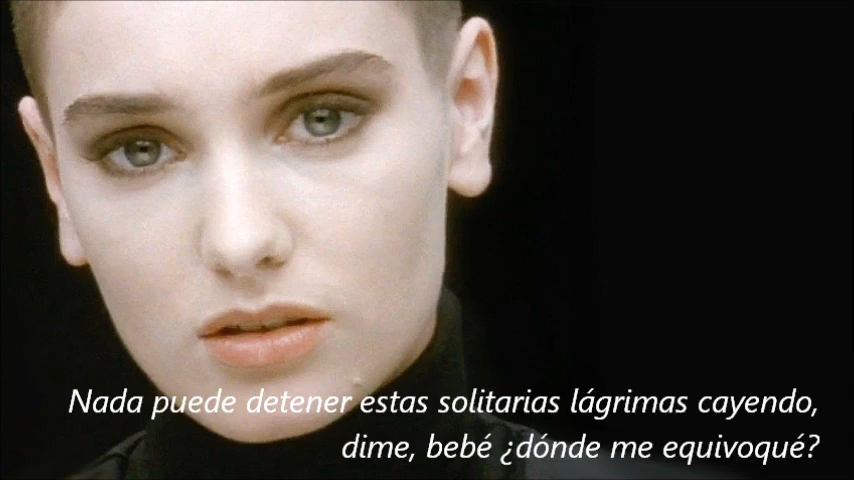 Nada puede detener estas solitarias lágrimas cayendo,
dime, bebé ¿dónde me equivoqué?